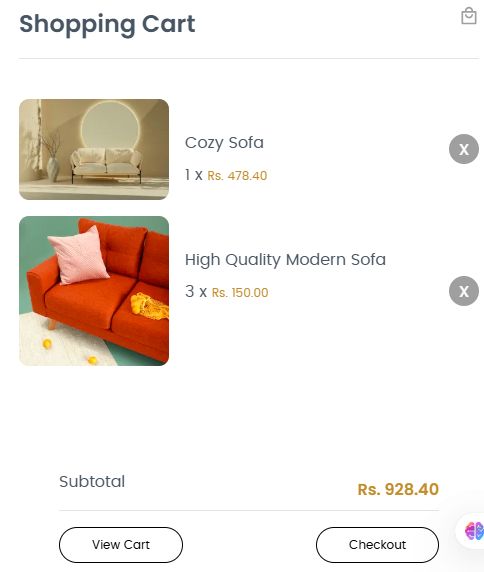 Shopping Cart
Cozy Sofa
1 x Rs. 478.40
X
High Quality Modern Sofa
3 x Rs. 150.00
X
Subtotal
Rs. 928.40
View Cart
Checkout